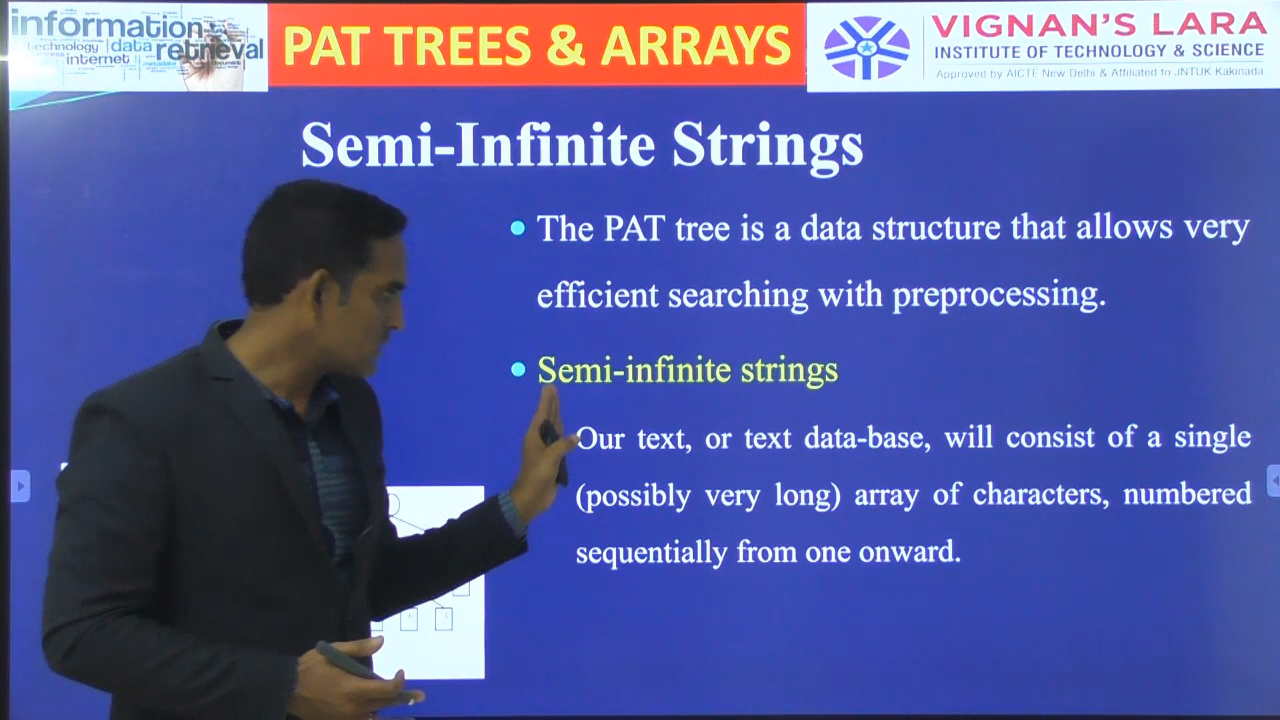 information
technology data retrieval
internet
metadata
PAT TREES & ARRAYS
VIGNAN'S LARA
INSTITUTE OF TECHNOLOGY & SCIENCE
Approved by AICTE New Delhi & Affiliated to JNTUK Kakinada
Semi-Infinite Strings
• The PAT tree is a data structure that allows very
efficient searching with preprocessing.
• Semi-infinite strings
Our text, or text data-base, will consist of a single
(possibly very long) array of characters, numbered
sequentially from one onward.